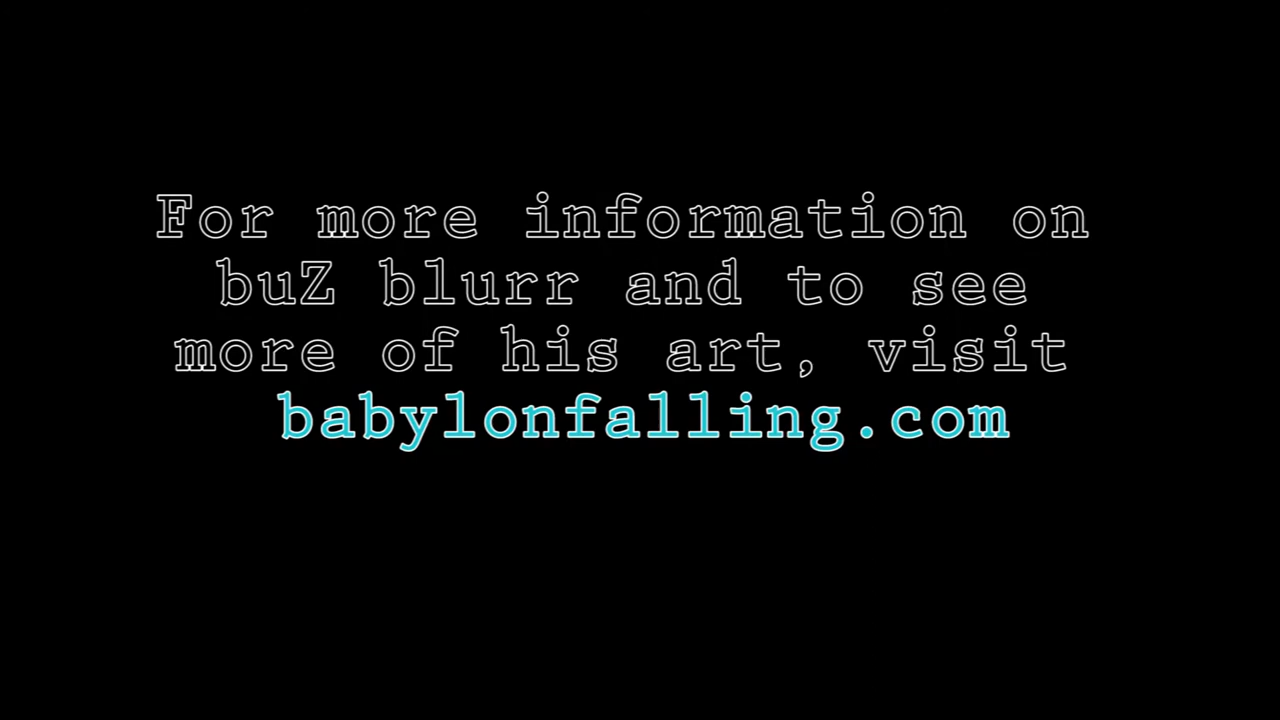 For more information on
buZ blurr and to see
more of his art, visit
babylonfalling.com